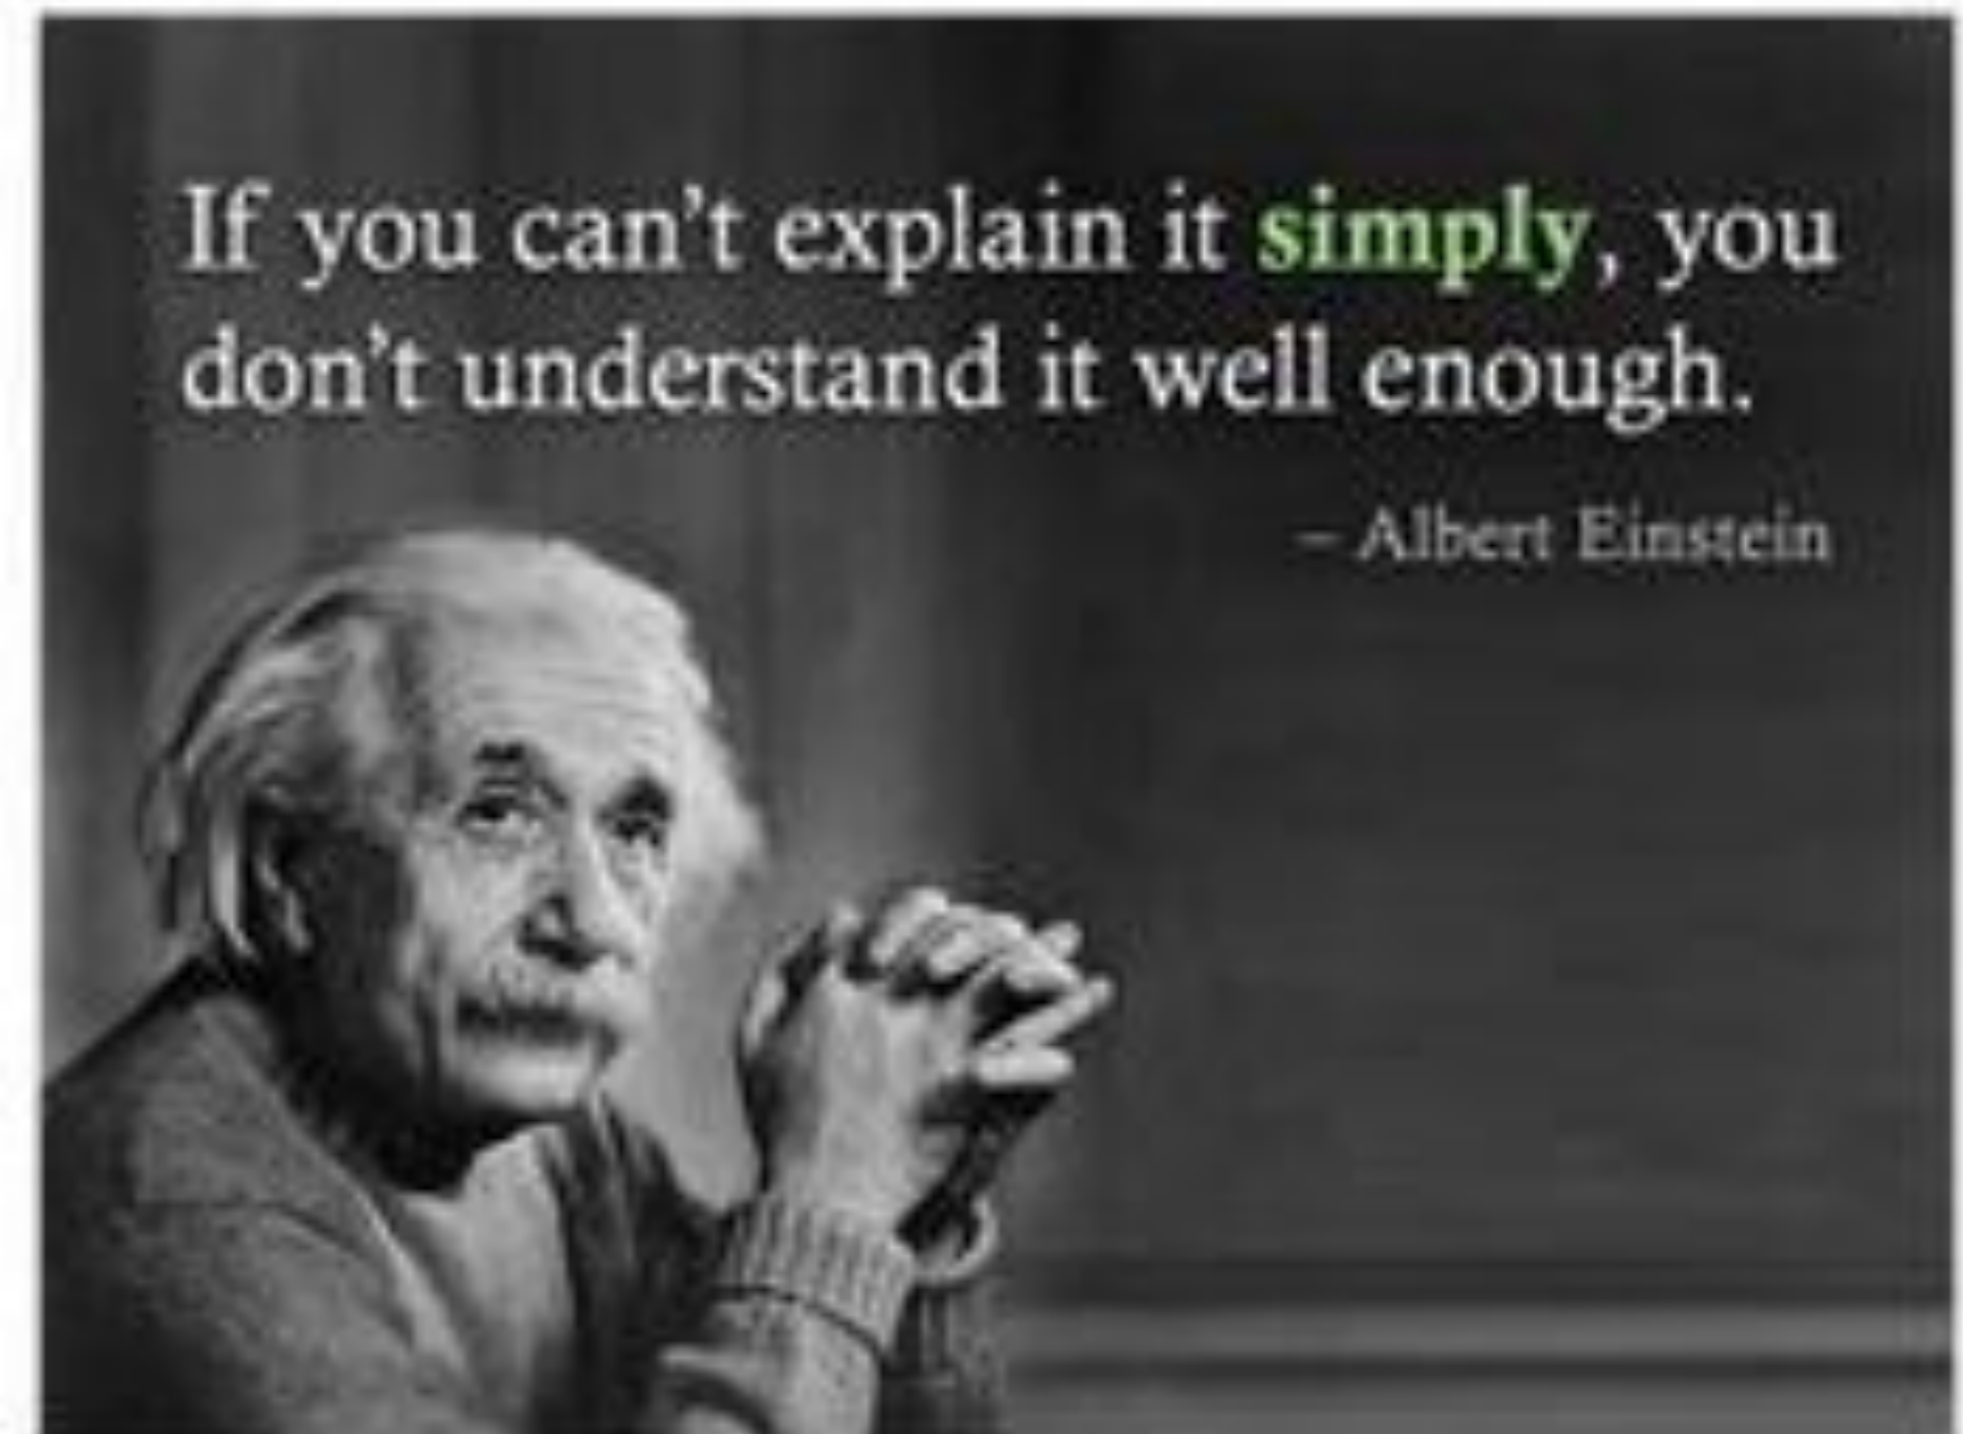 If you can't explain it simply, you
don't understand it well enough.
– Albert Einstein